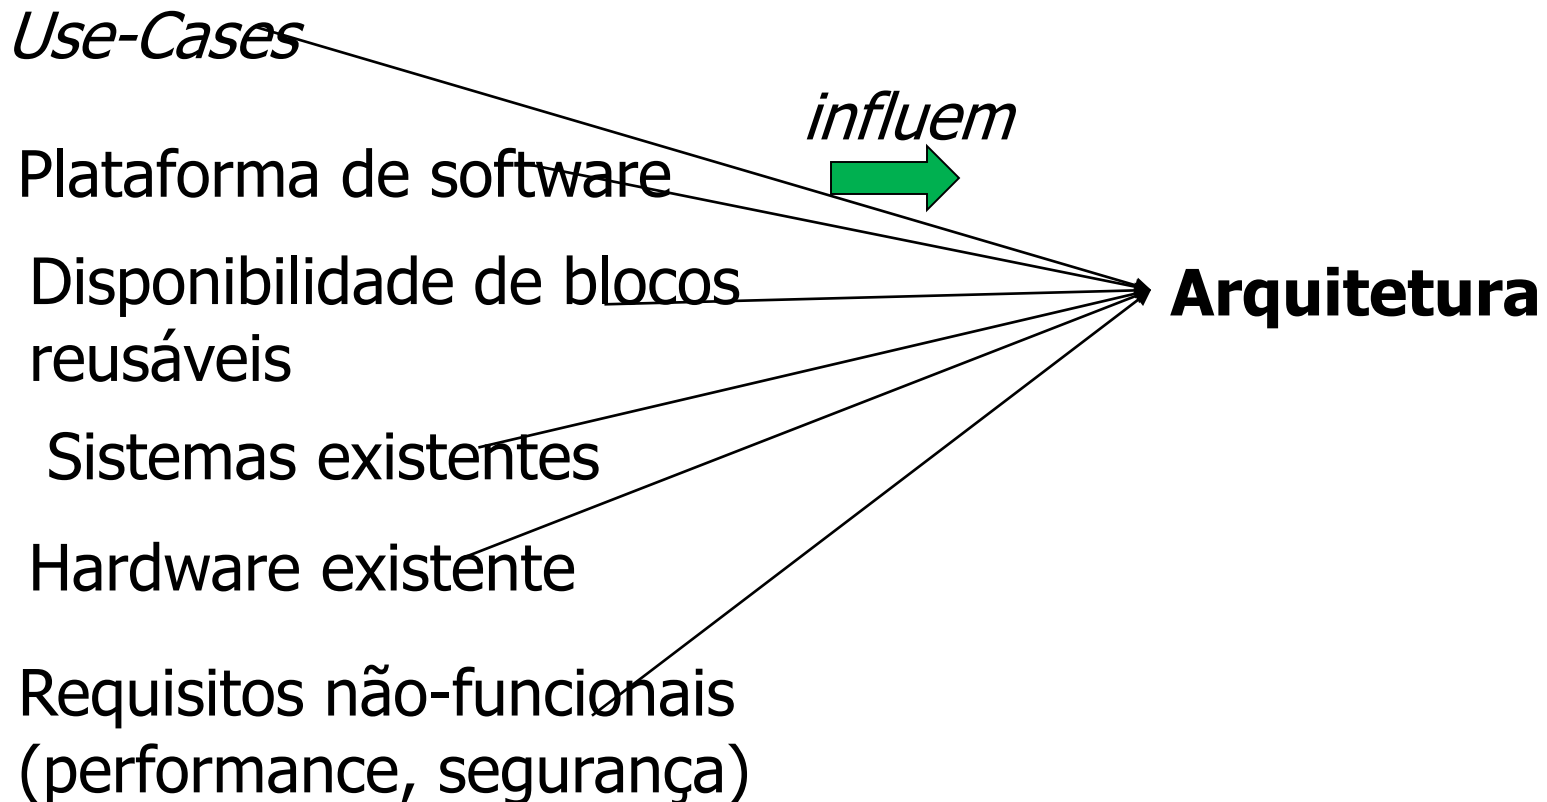 Use-Cases
influem
Plataforma de software
Disponibilidade de blocos
reusáveis
Arquitetura
Sistemas existentes
Hardware existente
Requisitos não-funcionais
(performance, segurança)